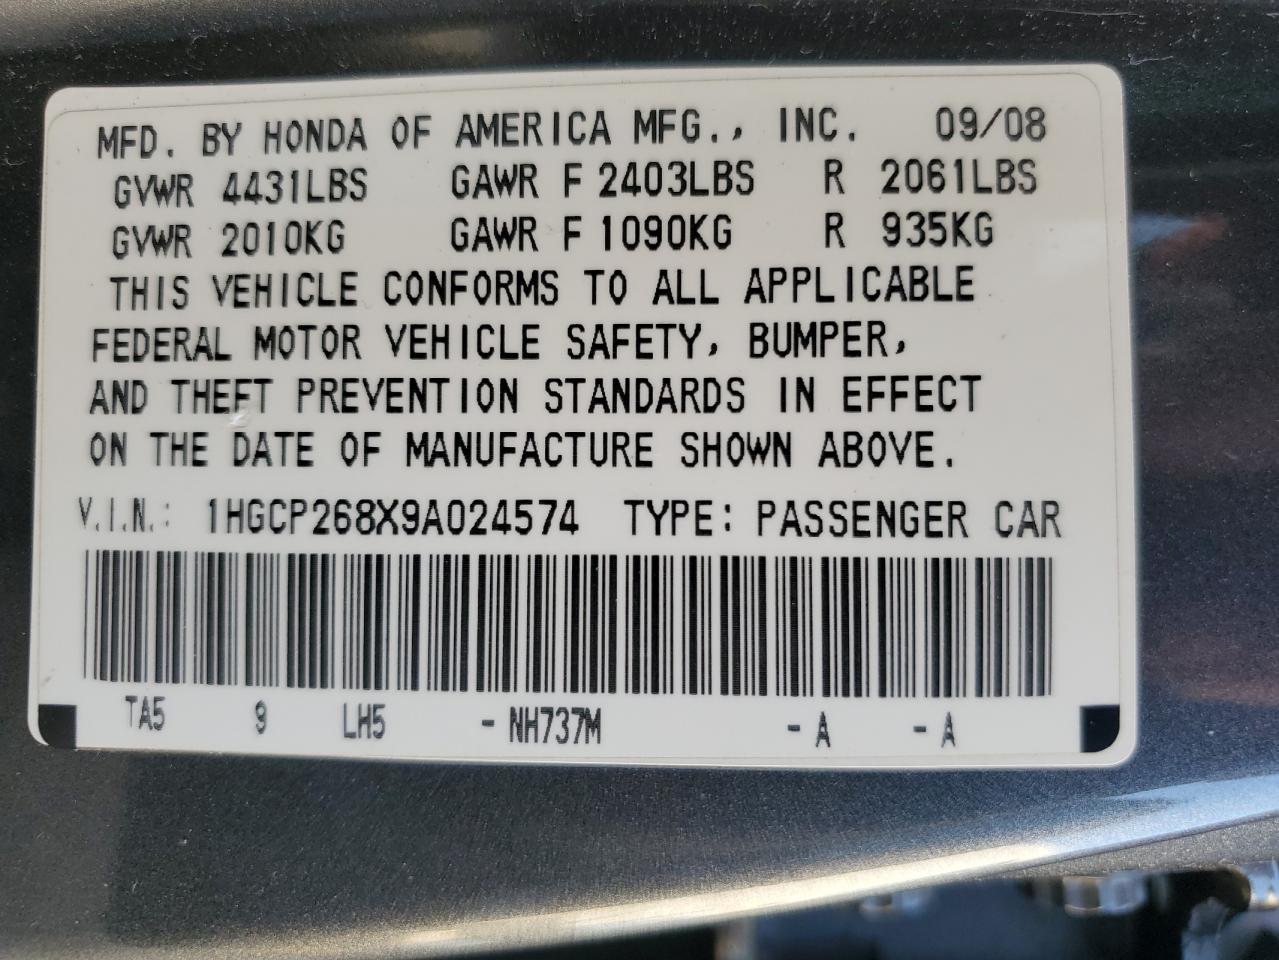 MFD. BY HONDA OF AMERICA MFG., INC. 09/08
GVWR 4431LBS GAWR F 2403LBS R 2061LBS
GVWR 2010KG GAWR F 1090KG R 935KG
THIS VEHICLE CONFORMS TO ALL APPLICABLE
FEDERAL MOTOR VEHICLE SAFETY, BUMPER,
AND THEFT PREVENTION STANDARDS IN EFFECT
ON THE DATE OF MANUFACTURE SHOWN ABOVE.
V.I.N.: 1HGCP268X9A024574 TYPE: PASSENGER CAR
TA5 9 LH5 - NH737M - A - A